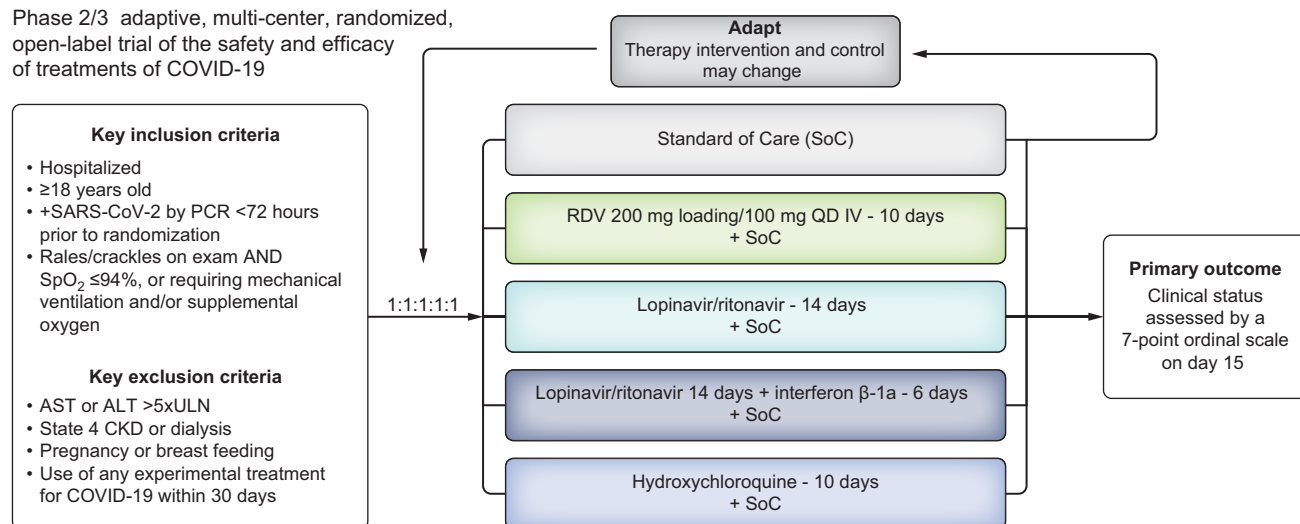 Phase 2/3 adaptive, multi-center, randomized,
open-label trial of the safety and efficacy
of treatments of COVID-19
Adapt
Therapy intervention and control
may change
Key inclusion criteria
• Hospitalized
• ≥18 years old
• +SARS-CoV-2 by PCR <72 hours
prior to randomization
• Rales/crackles on exam AND
SpO₂ ≤94%, or requiring mechanical
ventilation and/or supplemental
oxygen
Key exclusion criteria
• AST or ALT >5xULN
• State 4 CKD or dialysis
• Pregnancy or breast feeding
• Use of any experimental treatment
for COVID-19 within 30 days
1:1:1:1:1
Standard of Care (SoC)
RDV 200 mg loading/100 mg QD IV - 10 days
+ SoC
Lopinavir/ritonavir - 14 days
+ SoC
Lopinavir/ritonavir 14 days + interferon β-1a - 6 days
+ SoC
Hydroxychloroquine - 10 days
+ SoC
Primary outcome
Clinical status
assessed by a
7-point ordinal scale
on day 15